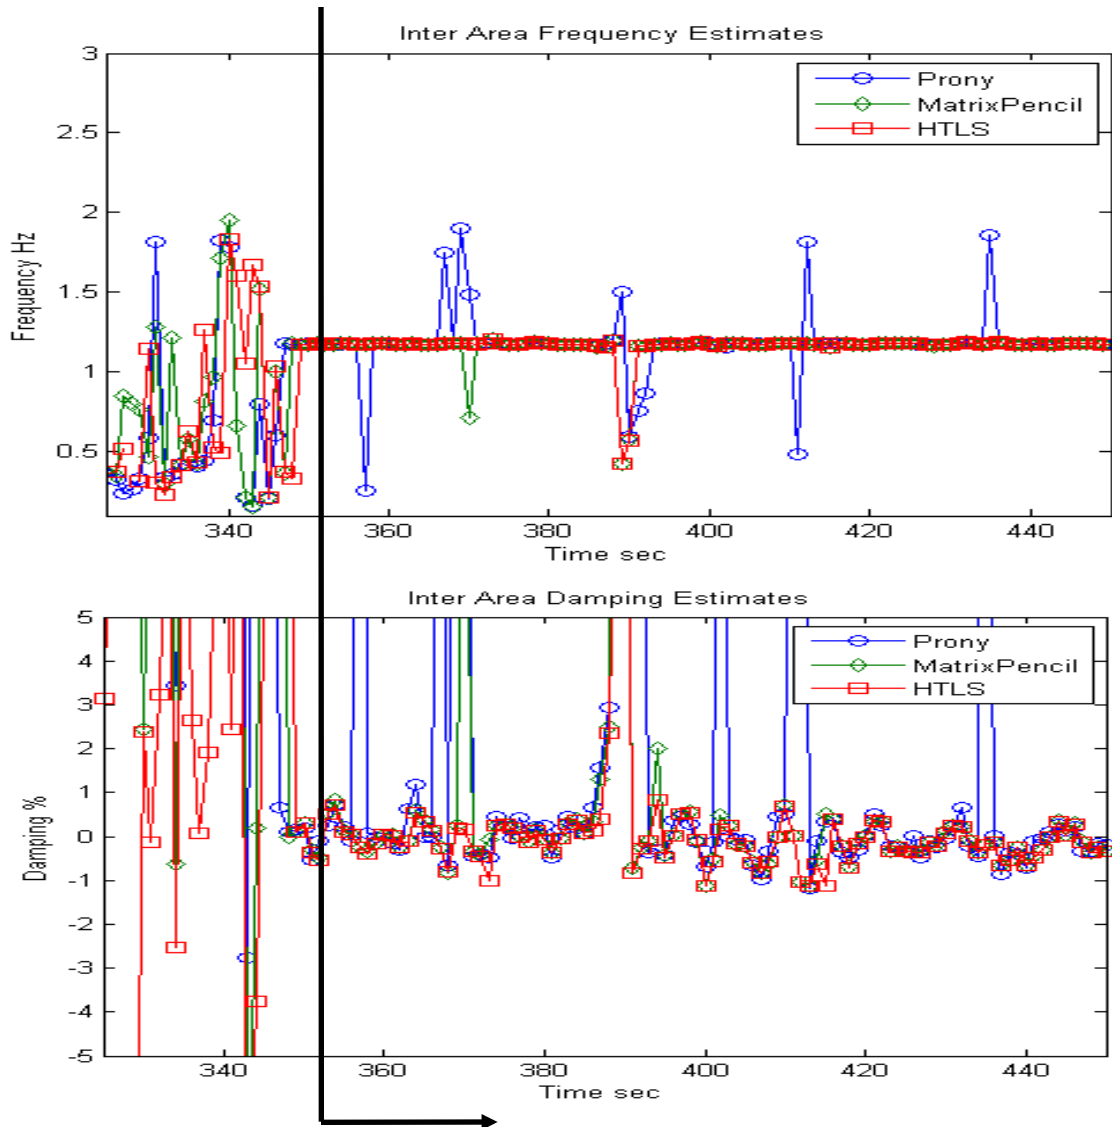 Inter Area Frequency Estimates
3
2.5
2
1.5
1
0.5
Frequency Hz
Prony
MatrixPencil
HTLS
340 360 380 400 420 440
Time sec
Inter Area Damping Estimates
5
4
3
2
1
0
-1
-2
-3
-4
-5
Damping %
Prony
MatrixPencil
HTLS
340 360 380 400 420 440
Time sec